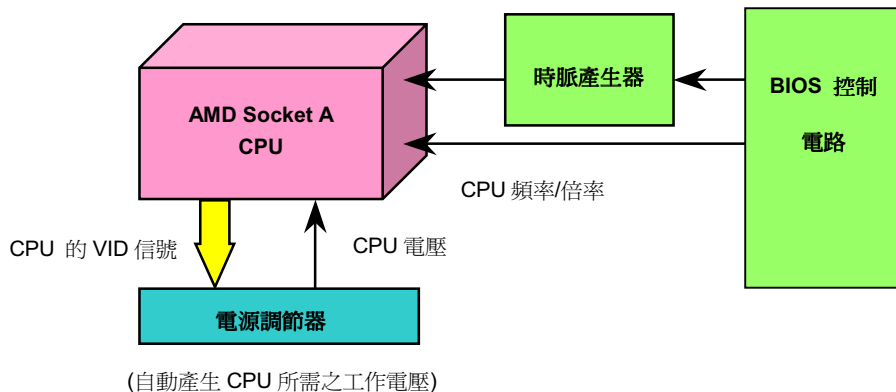 AMD Socket A
CPU
時脈產生器
BIOS 控制
電路
CPU 頻率/倍率
CPU 的 VID 信號
CPU 電壓
電源調節器
(自動產生 CPU 所需之工作電壓)